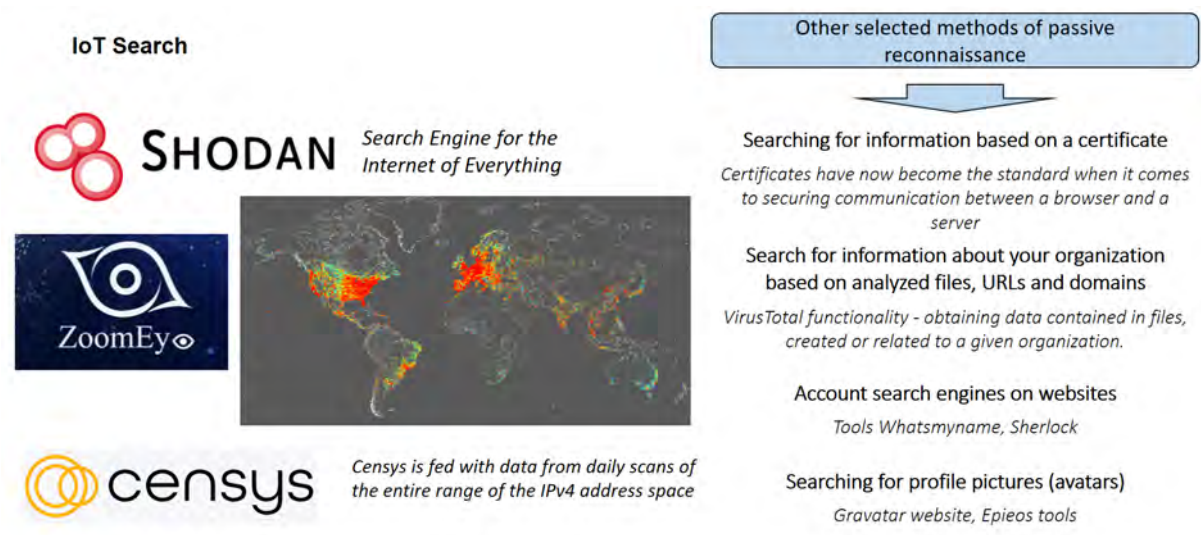 IoT Search
SHODAN
Search Engine for the
Internet of Everything
ZoomEye
censys
Censys is fed with data from daily scans of
the entire range of the IPv4 address space
Other selected methods of passive
reconnaissance
Searching for information based on a certificate
Certificates have now become the standard when it comes
to securing communication between a browser and a
server
Search for information about your organization
based on analyzed files, URLs and domains
VirusTotal functionality - obtaining data contained in files,
created or related to a given organization.
Account search engines on websites
Tools Whatsmyname, Sherlock
Searching for profile pictures (avatars)
Gravatar website, Epieos tools